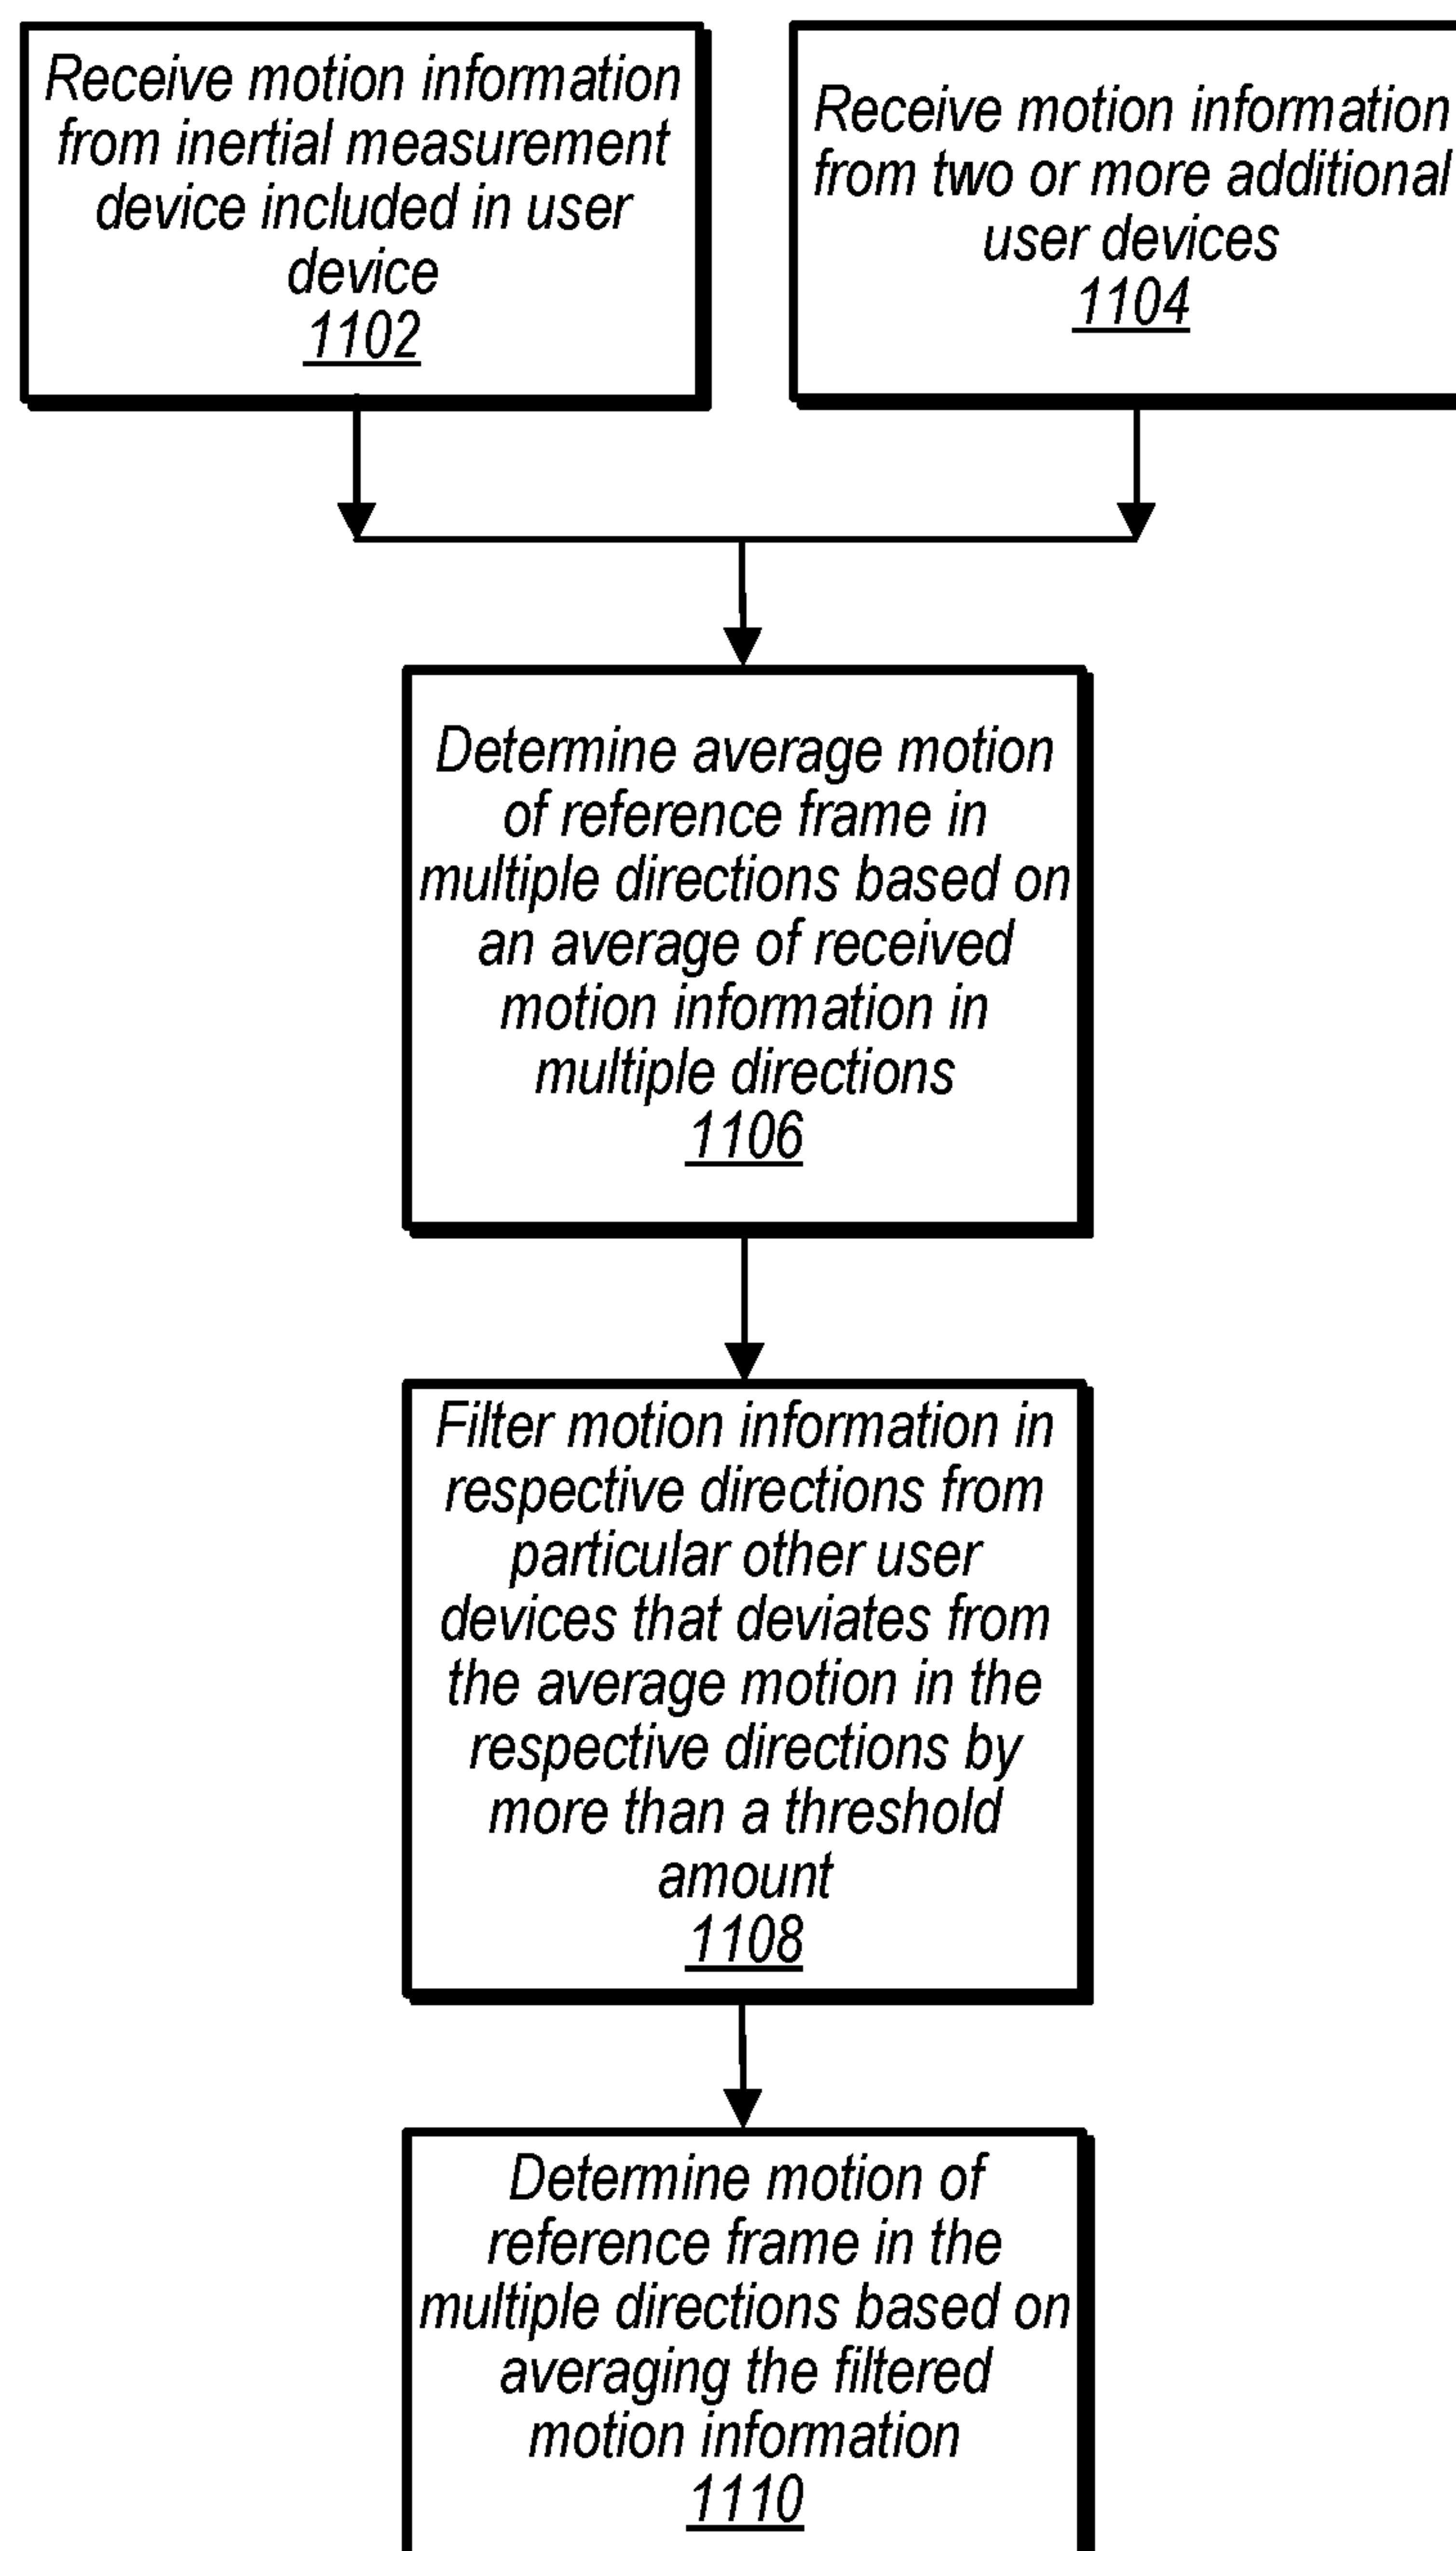 Receive motion information
from inertial measurement
device included in user
device
1102
Receive motion information
from two or more additional
user devices
1104
Determine average motion
of reference frame in
multiple directions based on
an average of received
motion information in
multiple directions
1106
Filter motion information in
respective directions from
particular other user
devices that deviates from
the average motion in the
respective directions by
more than a threshold
amount
1108
Determine motion of
reference frame in the
multiple directions based on
averaging the filtered
motion information
1110